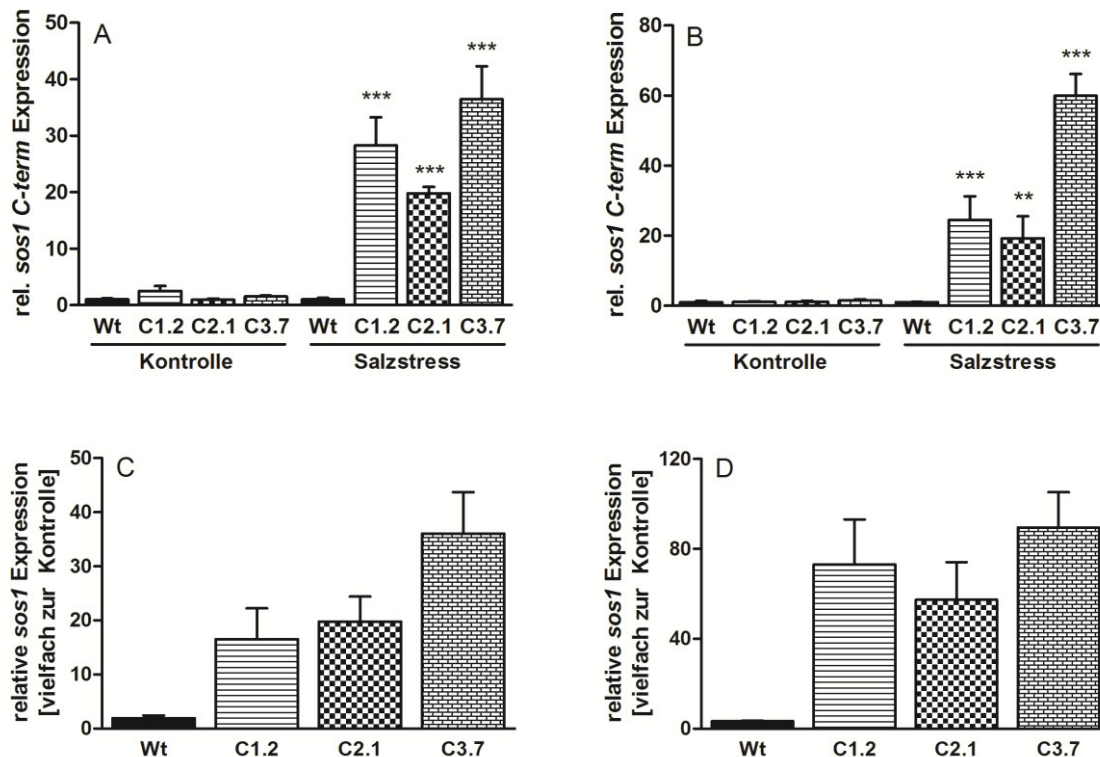 A
rel. sos1 C-term Expression
50
40
30
20
10
0
*** *** ***
Wt C1.2 C2.1 C3.7 Wt C1.2 C2.1 C3.7
Kontrolle Salzstress
B
rel. sos1 C-term Expression
80
60
40
20
0
*** ** ***
Wt C1.2 C2.1 C3.7 Wt C1.2 C2.1 C3.7
Kontrolle Salzstress
C
relative sos1 Expression
[vielfach zur Kontrolle]
50
40
30
20
10
0
Wt C1.2 C2.1 C3.7
D
relative sos1 Expression
[vielfach zur Kontrolle]
120
80
40
0
Wt C1.2 C2.1 C3.7